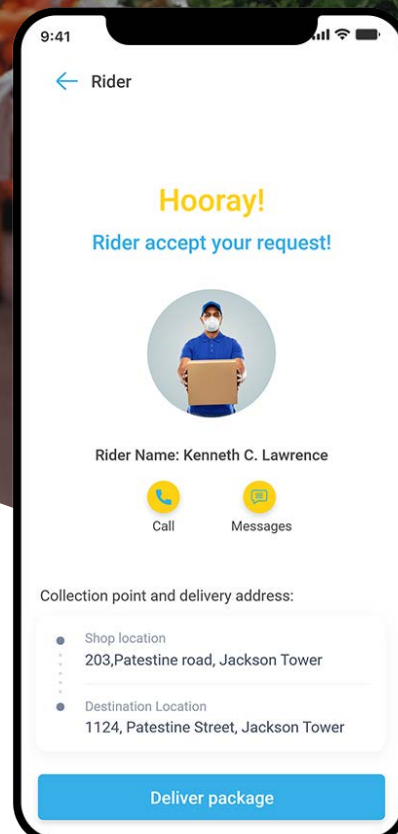 9:41
Rider
Hooray!
Rider accept your request!
Rider Name: Kenneth C. Lawrence
Call
Messages
Collection point and delivery address:
Shop location
203,Patestine road, Jackson Tower
Destination Location
1124, Patestine Street, Jackson Tower
Deliver package